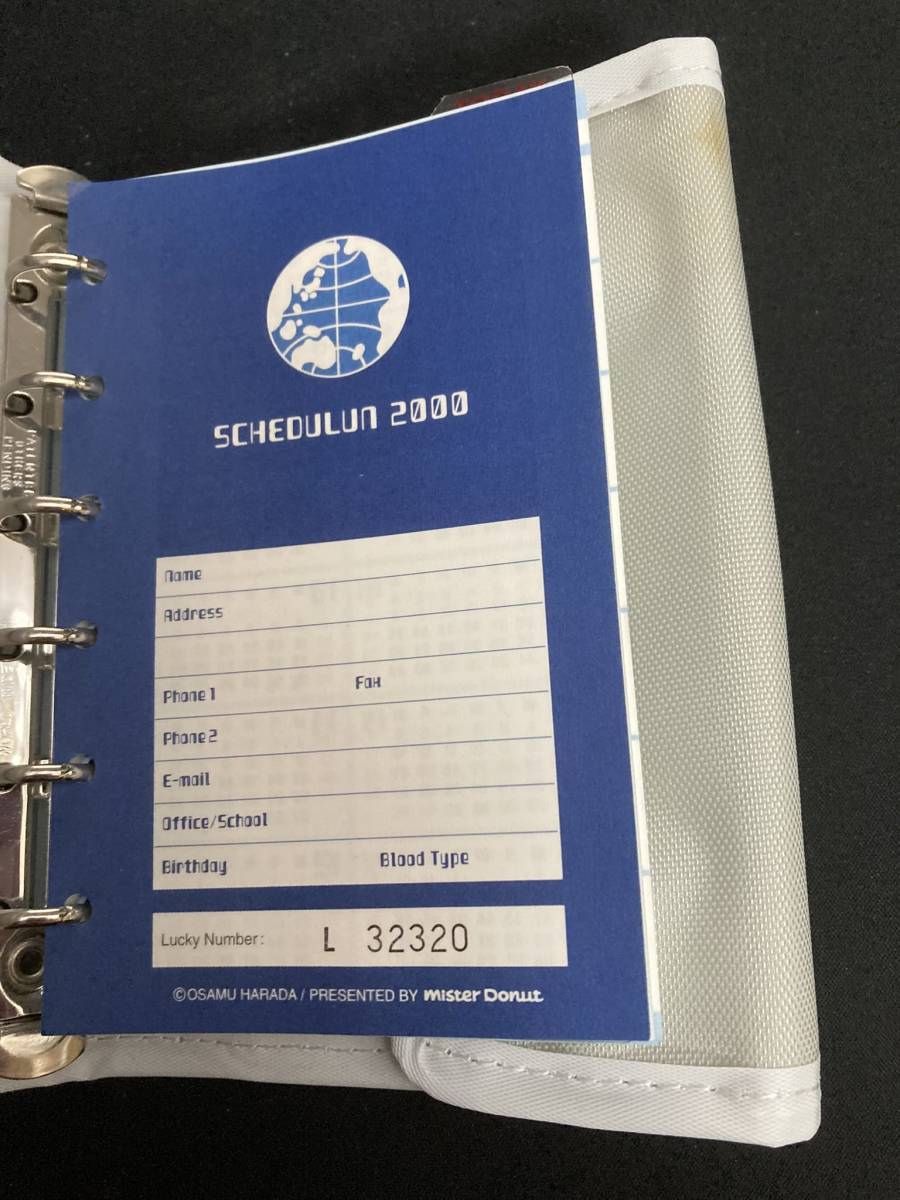 SCHEDULUN 2000
Name
Address
Phone 1 Fax
Phone 2
E-mail
Office/School
Birthday Blood Type
Lucky Number: L 32320
©OSAMU HARADA / PRESENTED BY mister Donut